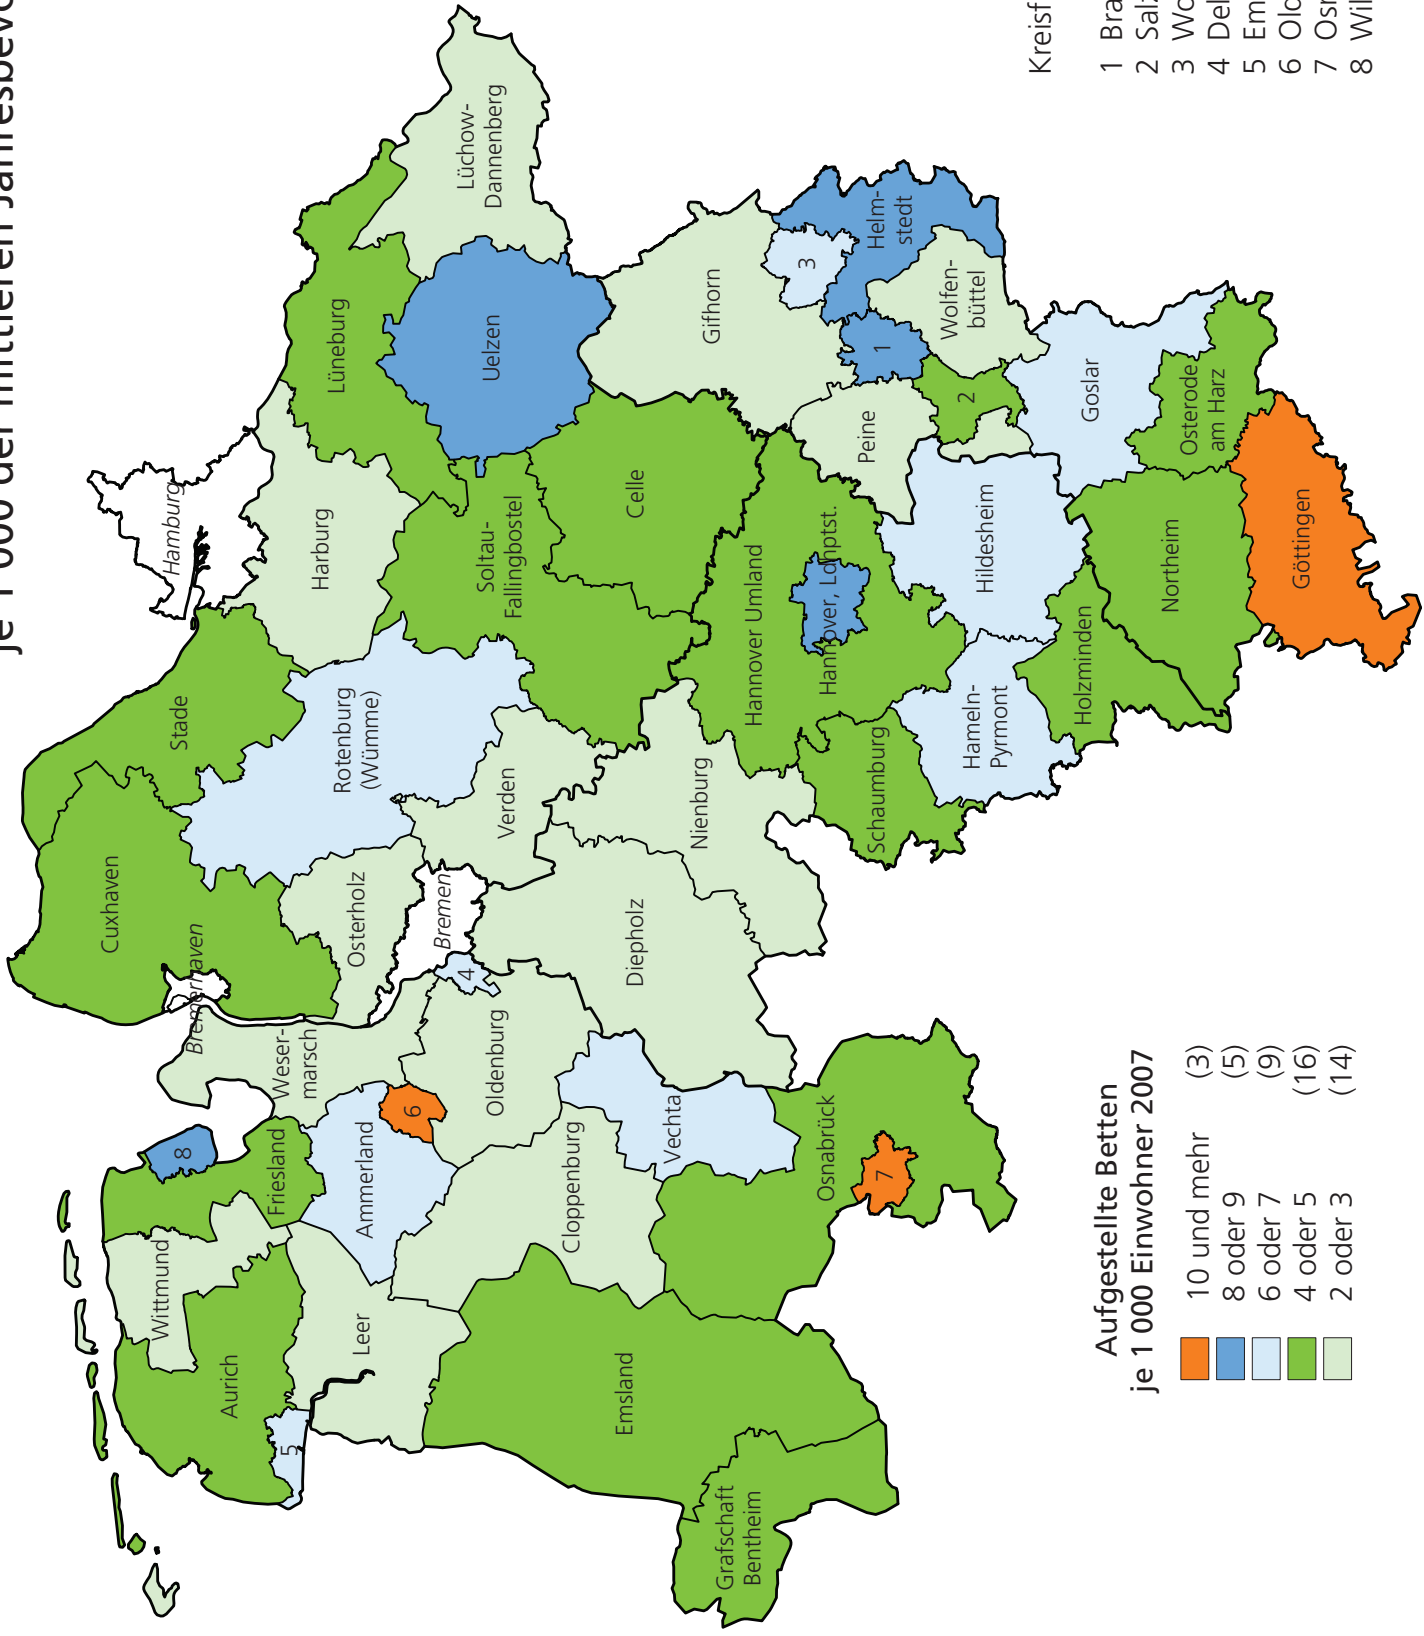 je 1 000 der mittleren
Hamburg
Bremerhaven
Bremen
Cuxhaven
Stade
Harburg
Lüneburg
Lüchow-
Dannenberg
Uelzen
Rotenburg
(Wümme)
Soltau-
Fallingbostel
Celle
Gifhorn
Osterholz
Verden
Weser-
marsch
Wittmund
Friesland
Aurich
Leer
Ammerland
Oldenburg
Cloppenburg
Vechta
Diepholz
Nienburg
Emsland
Grafschaft
Bentheim
Osnabrück
Hannover Umland
Hannover, Ldhptst.
Schaumburg
Hameln-
Pyrmont
Hildesheim
Holzminden
Northeim
Göttingen
Osterode
am Harz
Goslar
Peine
Wolfen-
büttel
Helm-
stedt
1
2
3
4
5
6
7
8
Aufgestellte Betten
je 1 000 Einwohner 2007
10 und mehr (3)
8 oder 9 (5)
6 oder 7 (9)
4 oder 5 (16)
2 oder 3 (14)
Kreisf
1 Bra
2 Salz
3 Wo
4 Del
5 Em
6 Old
7 Osn
8 Wil